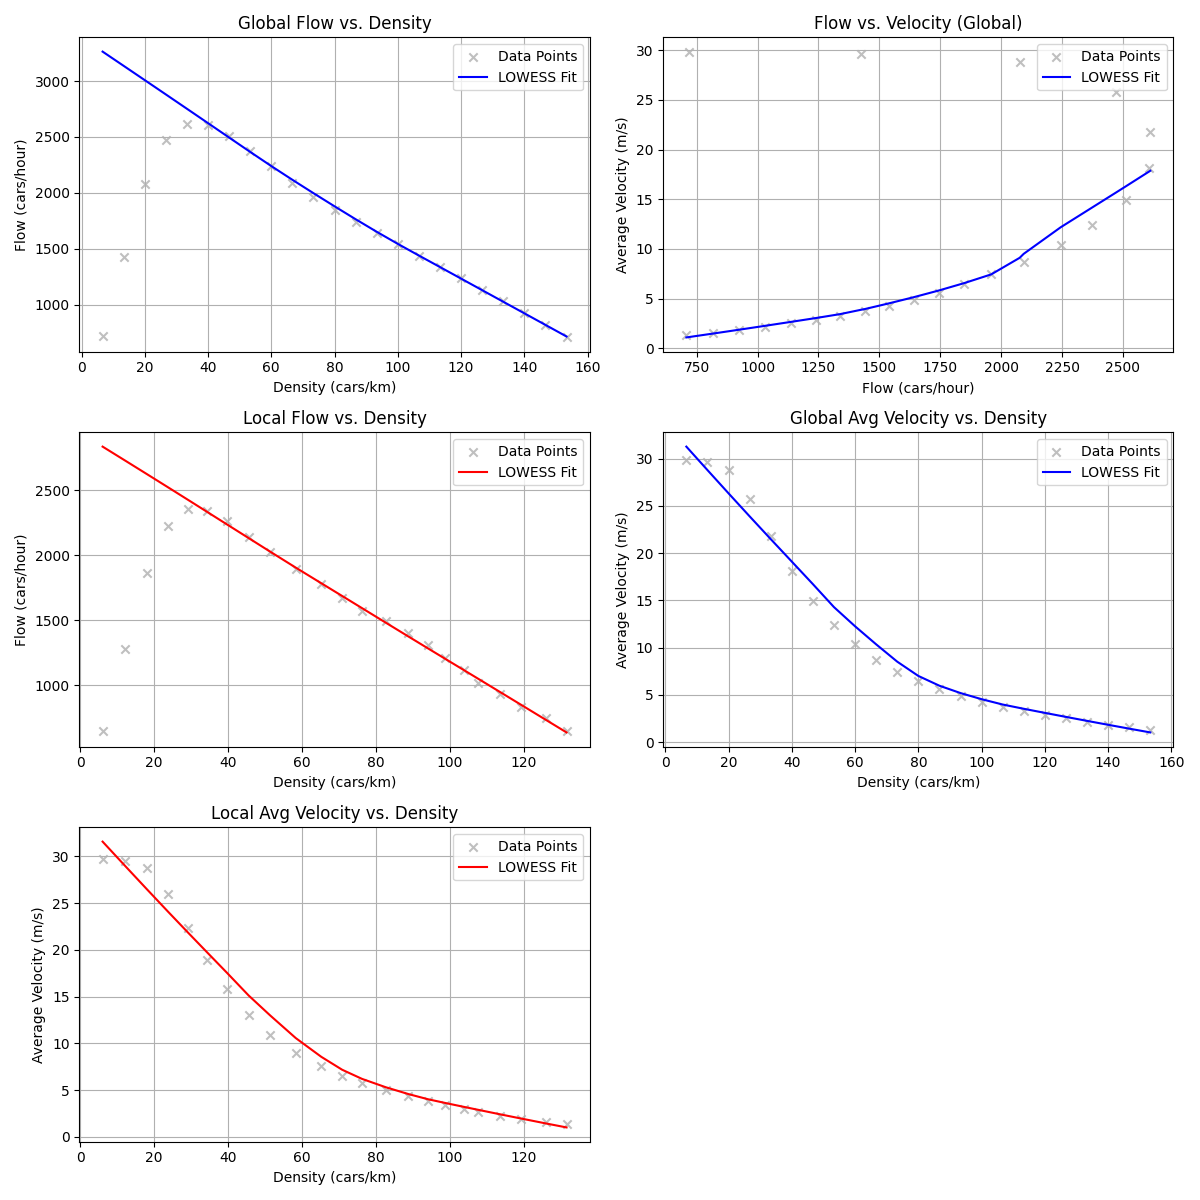 Global Flow vs. Density
Flow (cars/hour)
3000
2500
2000
1500
1000
0 20 40 60 80 100 120 140 160
Density (cars/km)
Data Points
LOWESS Fit
Flow vs. Velocity (Global)
Average Velocity (m/s)
30
25
20
15
10
5
0
750 1000 1250 1500 1750 2000 2250 2500
Flow (cars/hour)
Data Points
LOWESS Fit
Local Flow vs. Density
Flow (cars/hour)
2500
2000
1500
1000
0 20 40 60 80 100 120
Density (cars/km)
Data Points
LOWESS Fit
Global Avg Velocity vs. Density
Average Velocity (m/s)
30
25
20
15
10
5
0
0 20 40 60 80 100 120 140 160
Density (cars/km)
Data Points
LOWESS Fit
Local Avg Velocity vs. Density
Average Velocity (m/s)
30
25
20
15
10
5
0
0 20 40 60 80 100 120
Density (cars/km)
Data Points
LOWESS Fit